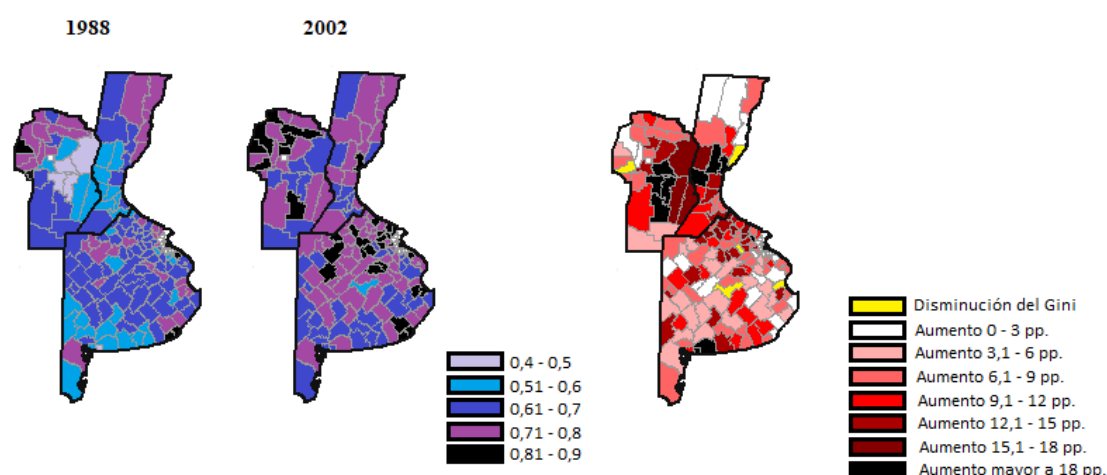 1988
2002
0,4 - 0,5
0,51 - 0,6
0,61 - 0,7
0,71 - 0,8
0,81 - 0,9
Disminución del Gini
Aumento 0 - 3 pp.
Aumento 3,1 - 6 pp.
Aumento 6,1 - 9 pp.
Aumento 9,1 - 12 pp.
Aumento 12,1 - 15 pp.
Aumento 15,1 - 18 pp.
Aumento mayor a 18 pp.